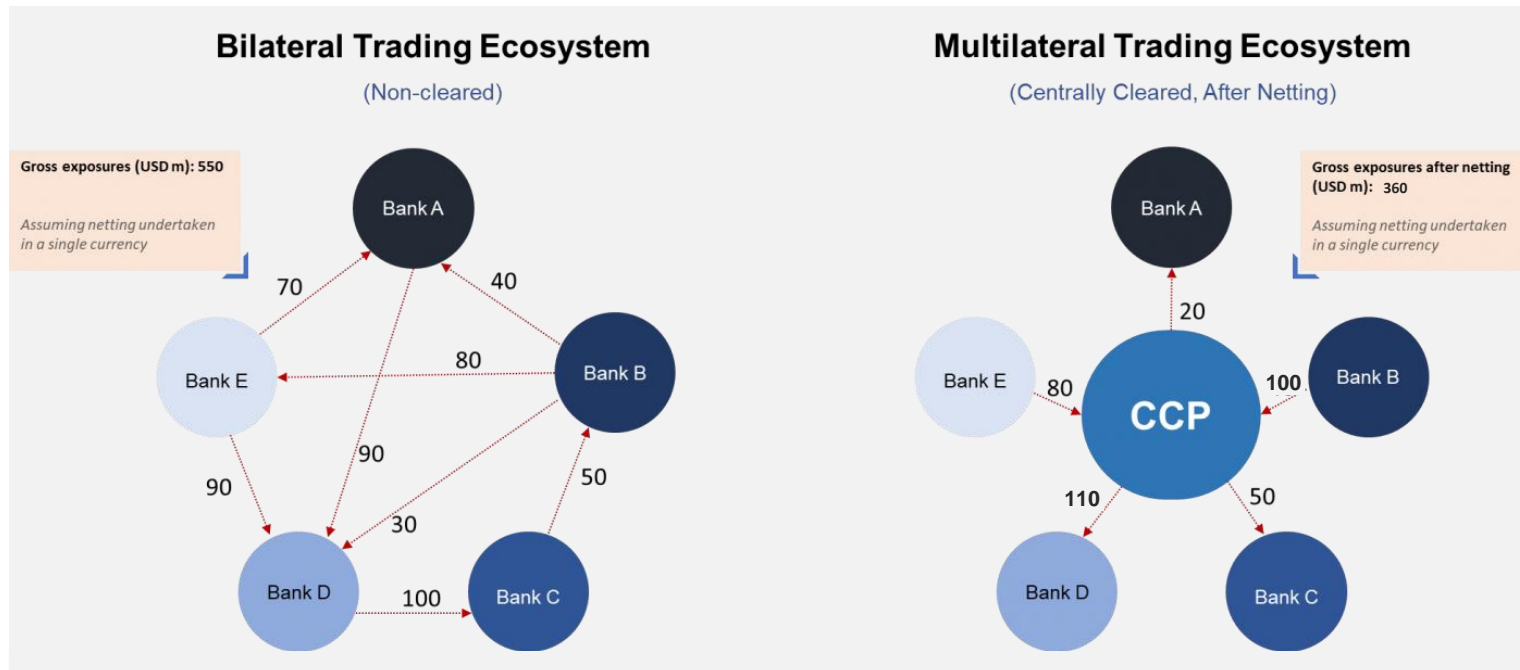 Bilateral Trading Ecosystem
(Non-cleared)
Gross exposures (USD m): 550
Assuming netting undertaken
in a single currency
Bank A
70
40
80
Bank E
Bank B
90
90
50
30
Bank D
100
Bank C
Multilateral Trading Ecosystem
(Centrally Cleared, After Netting)
Gross exposures after netting
(USD m): 360
Assuming netting undertaken
in a single currency
Bank A
20
Bank E
80
CCP
100
Bank B
110
50
Bank D
Bank C